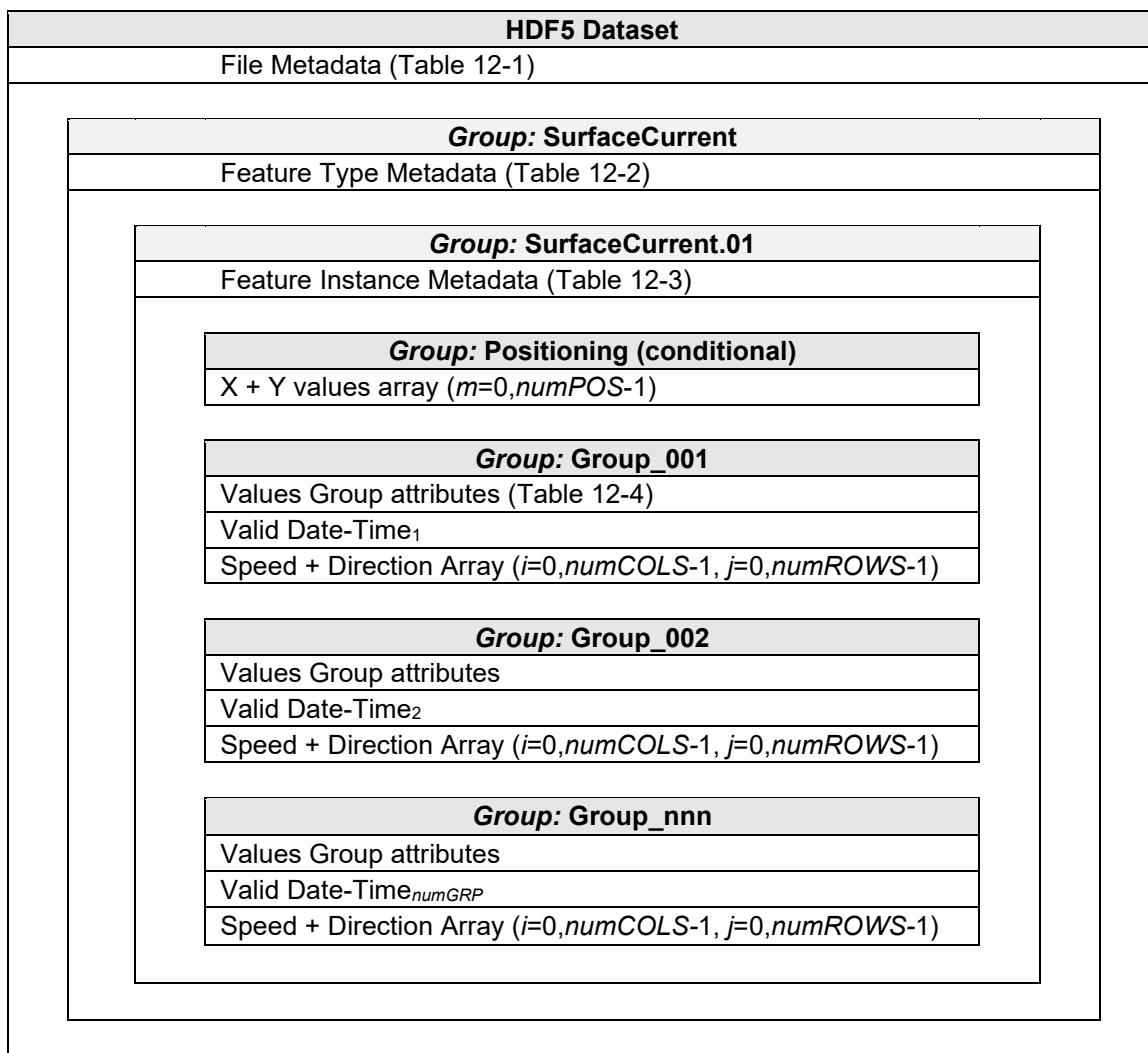 HDF5 Dataset
File Metadata (Table 12-1)
Group: SurfaceCurrent
Feature Type Metadata (Table 12-2)
Group: SurfaceCurrent.01
Feature Instance Metadata (Table 12-3)
Group: Positioning (conditional)
X + Y values array (m=0,numPOS-1)
Group: Group_001
Values Group attributes (Table 12-4)
Valid Date-Time₁
Speed + Direction Array (i=0,numCOLS-1, j=0,numROWS-1)
Group: Group_002
Values Group attributes
Valid Date-Time₂
Speed + Direction Array (i=0,numCOLS-1, j=0,numROWS-1)
Group: Group_nnn
Values Group attributes
Valid Date-TimenumGRP
Speed + Direction Array (i=0,numCOLS-1, j=0,numROWS-1)